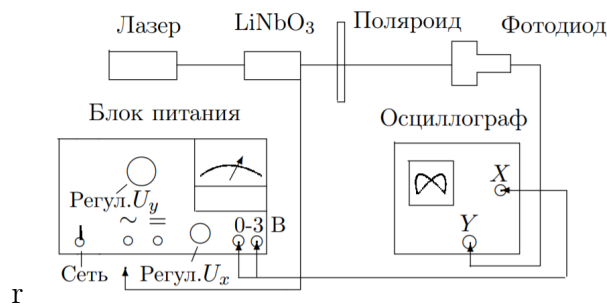 Лазер
LiNbO3
Поляроид
Фотодиод
Блок питания
Осциллограф
X
Регул.Uy
~ =
0-3 В
Y
Сеть
Регул.Ux
r